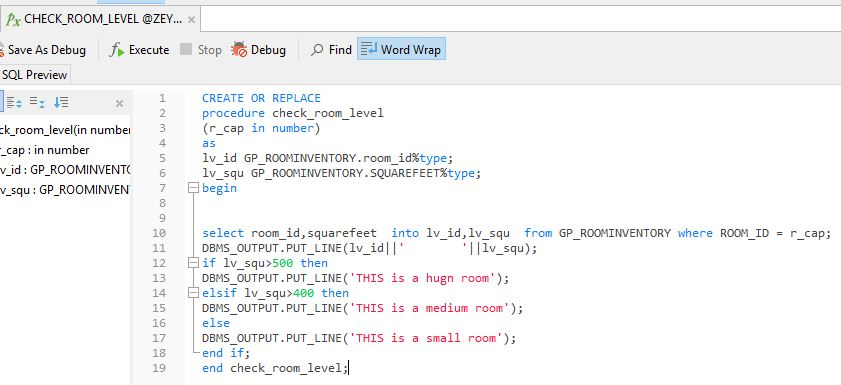 CHECK_ROOM_LEVEL @ZEY...
Save As Debug Execute Stop Debug Find Word Wrap
SQL Preview
ck_room_level(in number
r_cap : in number
lv_id : GP_ROOMINVENTO
lv_squ : GP_ROOMINVEN
1 CREATE OR REPLACE
2 procedure check_room_level
3 (r_cap in number)
4 as
5 lv_id GP_ROOMINVENTORY.room_id%type;
6 lv_squ GP_ROOMINVENTORY.SQUAREFEET%type;
7 begin
8
9
10 select room_id,squarefeet  into lv_id,lv_squ  from GP_ROOMINVENTORY where ROOM_ID = r_cap;
11 DBMS_OUTPUT.PUT_LINE(lv_id||'        '||lv_squ);
12 if lv_squ>500 then
13 DBMS_OUTPUT.PUT_LINE('THIS is a hugn room');
14 elsif lv_squ>400 then
15 DBMS_OUTPUT.PUT_LINE('THIS is a medium room');
16 else
17 DBMS_OUTPUT.PUT_LINE('THIS is a small room');
18 end if;
19 end check_room_level;